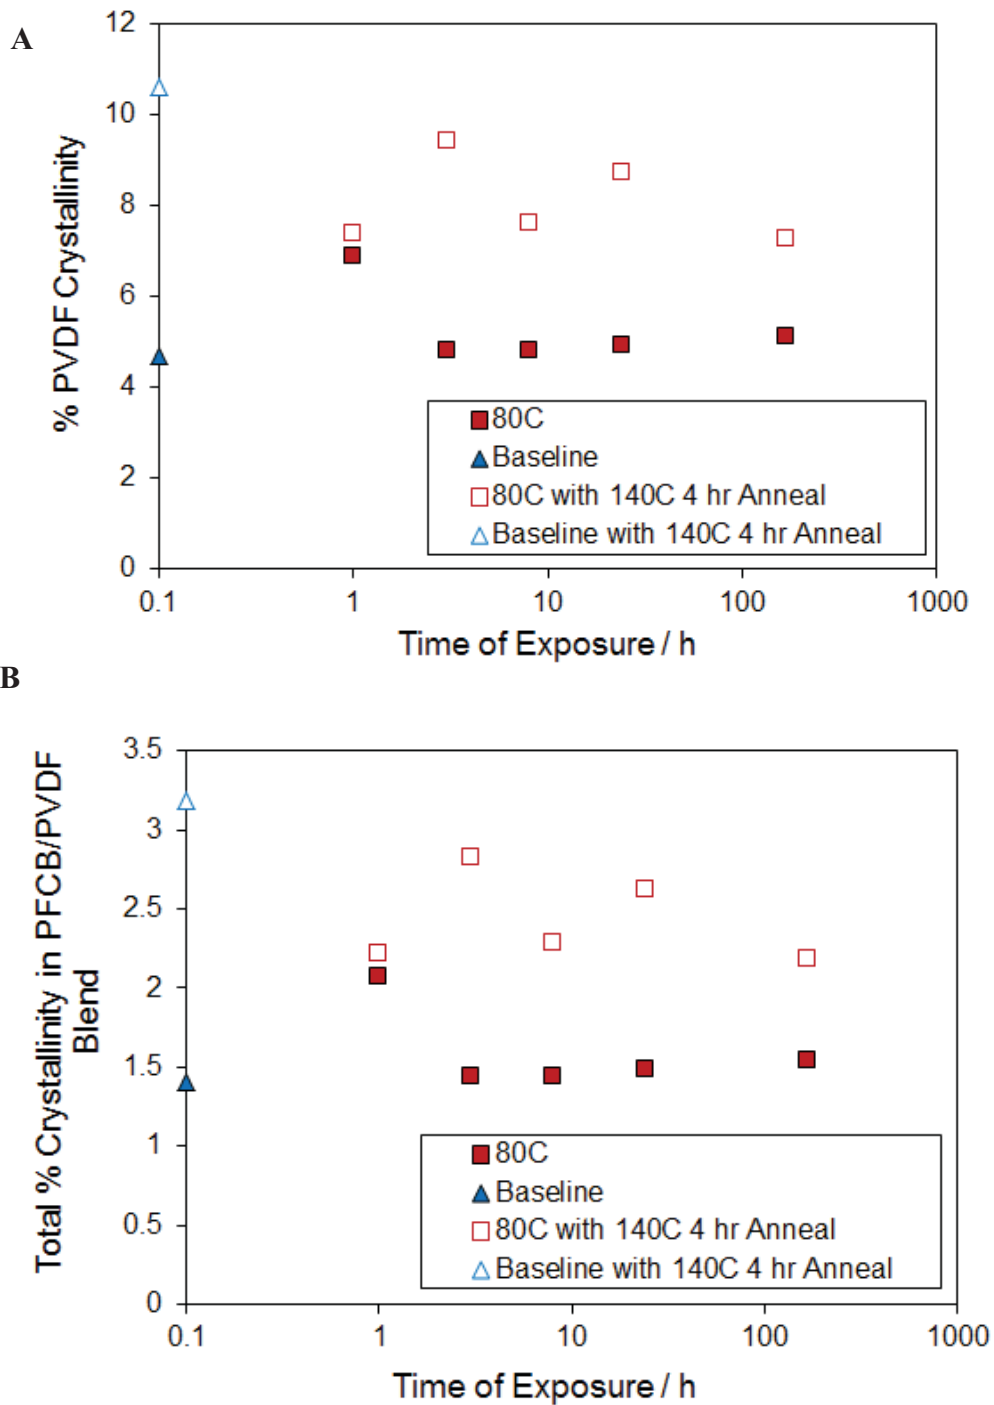 A
12
10
8
6
4
2
0
% PVDF Crystallinity
80C
Baseline
80C with 140C 4 hr Anneal
Baseline with 140C 4 hr Anneal
0.1 1 10 100 1000
Time of Exposure / h
B
3.5
3
2.5
2
1.5
1
0.5
0
Total % Crystallinity in PFCB/PVDF
Blend
80C
Baseline
80C with 140C 4 hr Anneal
Baseline with 140C 4 hr Anneal
0.1 1 10 100 1000
Time of Exposure / h